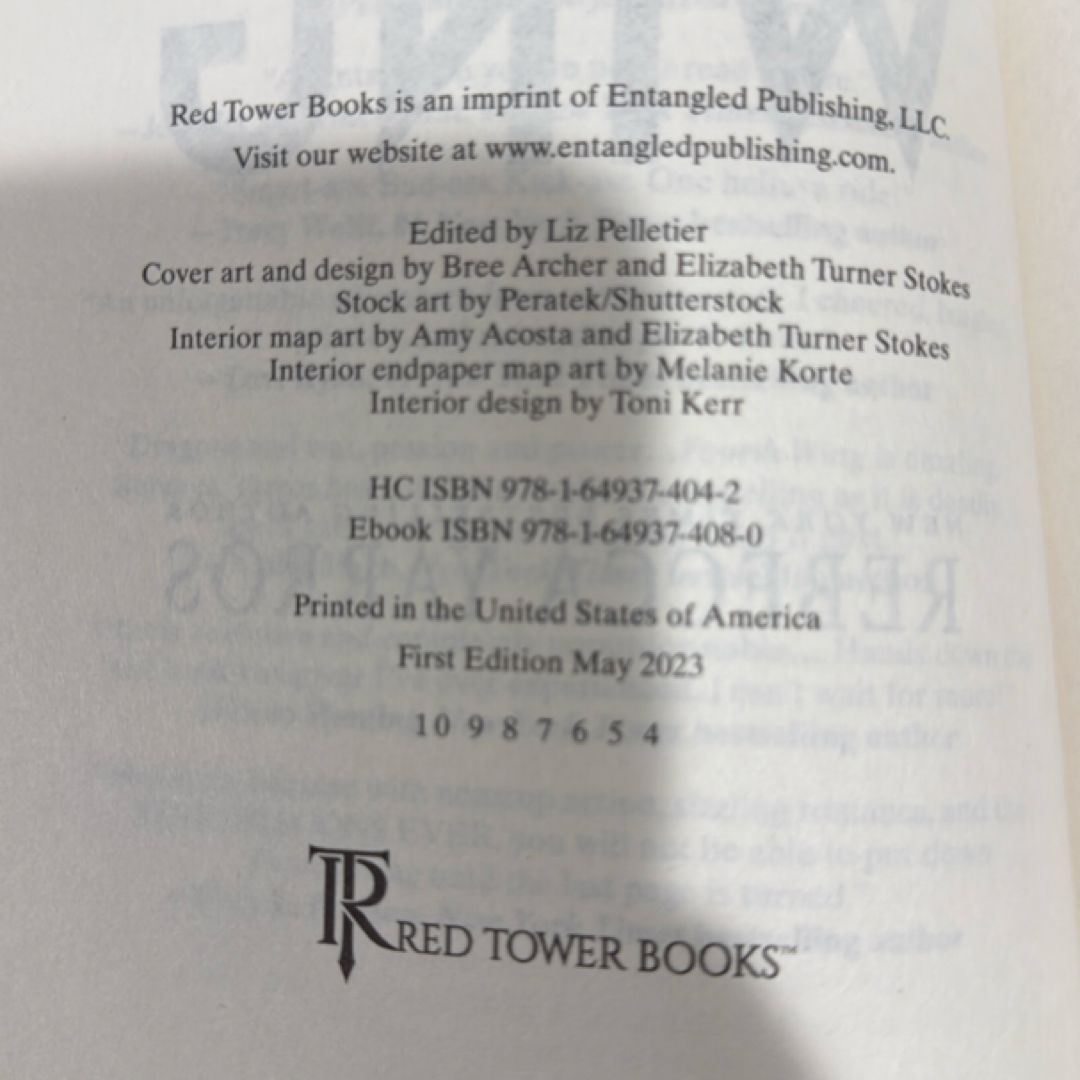 Red Tower Books is an imprint of Entangled Publishing, LLC.
Visit our website at www.entangledpublishing.com.
Edited by Liz Pelletier
Cover art and design by Bree Archer and Elizabeth Turner Stokes
Stock art by Peratek/Shutterstock
Interior map art by Amy Acosta and Elizabeth Turner Stokes
Interior endpaper map art by Melanie Korte
Interior design by Toni Kerr
HC ISBN 978-1-64937-404-2
Ebook ISBN 978-1-64937-408-0
Printed in the United States of America
First Edition May 2023
10 9 8 7 6 5 4
TR RED TOWER BOOKS™